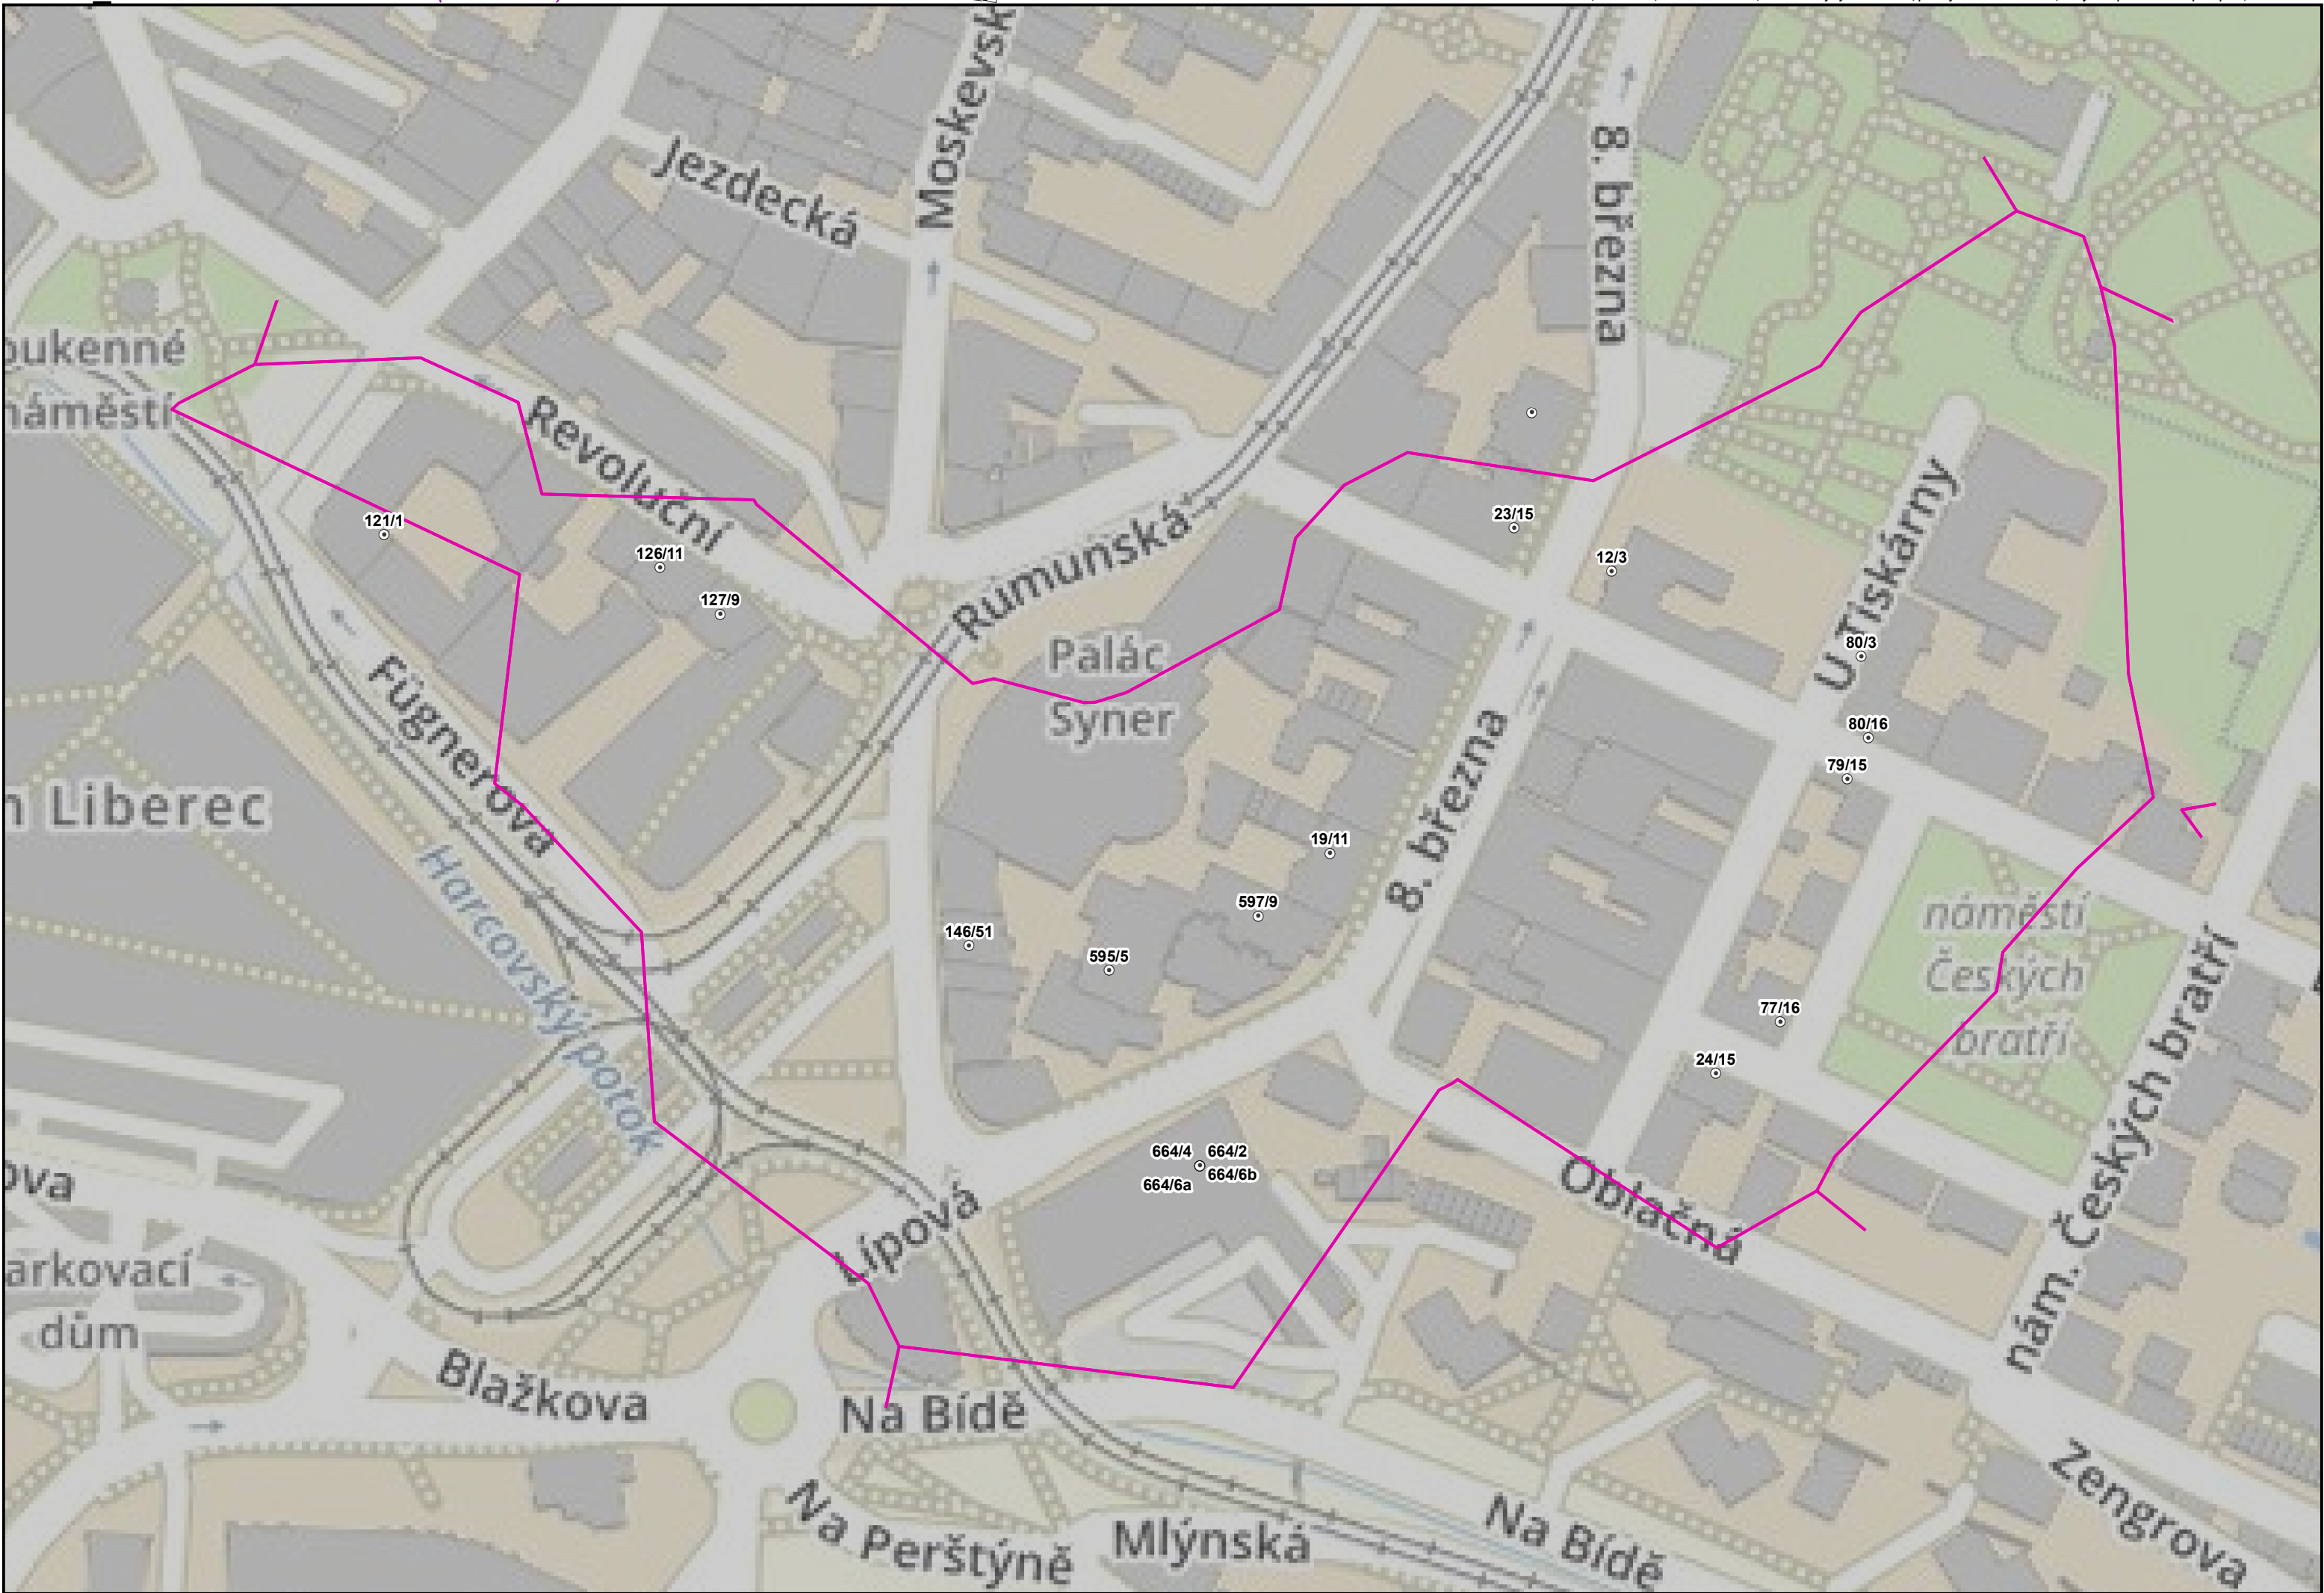 Moskevsk
8. března
Jezdecká
oukenné
náměstí
Revoluční
121/1
126/11
127/9
23/15
12/3
Rumunská
U Tiskárny
Palác
Syner
80/3
80/16
79/15
Fügnerova
n Liberec
8. března
19/11
597/9
146/51
595/5
Harcovský potok
náměstí
Českých
bratří
77/16
24/15
nám. Českých bratří
664/4
664/2
664/6a
664/6b
ova
Lípová
Oblačná
arkovací
dům
Blažkova
Na Bídě
Na Perštýně
Mlýnská
Na Bídě
Zengrova